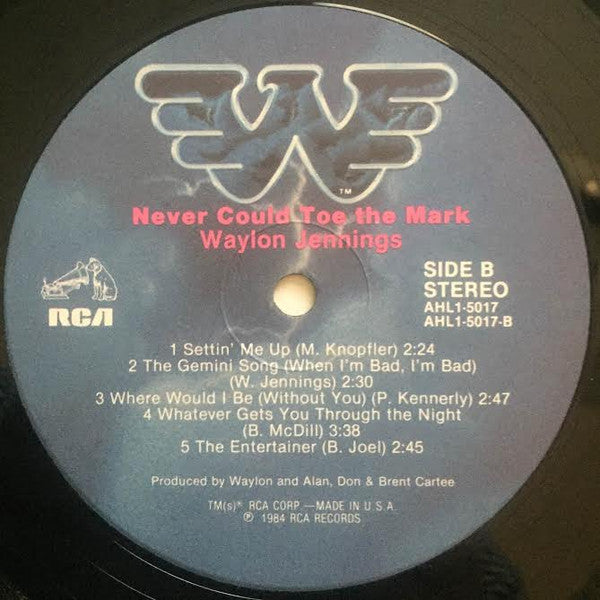 W
TM
Never Could Toe the Mark
Waylon Jennings
RCA
SIDE B
STEREO
AHL1-5017
AHL1-5017-B
1 Settin' Me Up (M. Knopfler) 2:24
2 The Gemini Song (When I'm Bad, I'm Bad)
(W. Jennings) 2:30
3 Where Would I Be (Without You) (P. Kennerly) 2:47
4 Whatever Gets You Through the Night
(B. McDill) 3:38
5 The Entertainer (B. Joel) 2:45
Produced by Waylon and Alan, Don & Brent Cartee
TM(s)® RCA CORP.—MADE IN U.S.A.
℗ 1984 RCA RECORDS